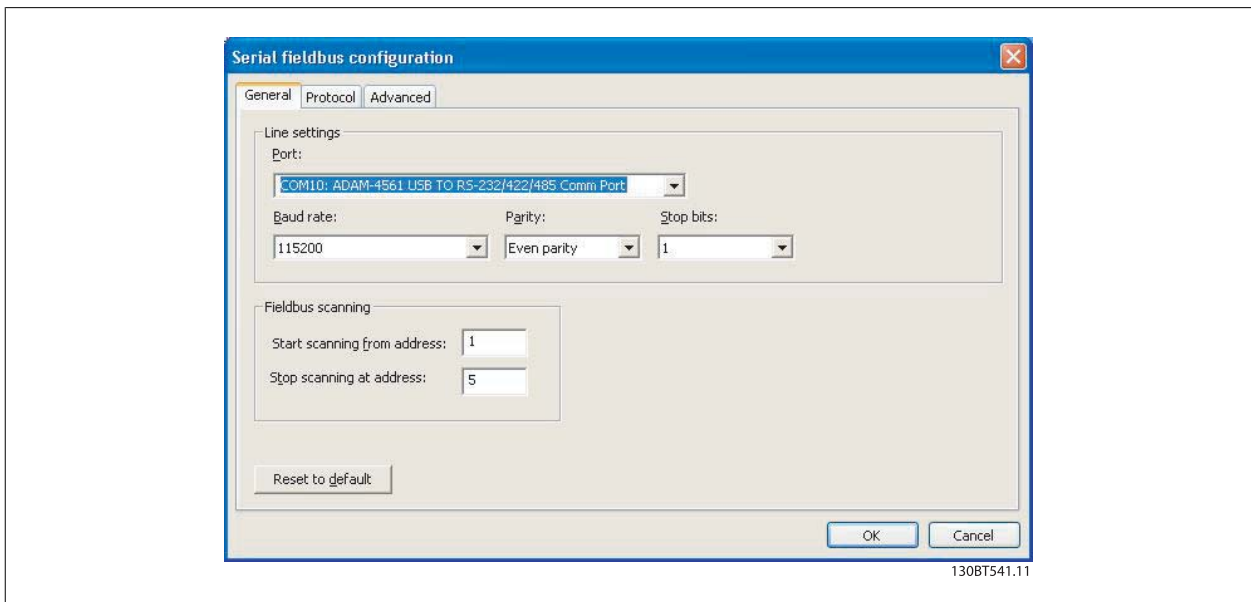 Serial fieldbus configuration
General Protocol Advanced
Line settings
Port:
COM10: ADAM-4561 USB TO RS-232/422/485 Comm Port
Baud rate: Parity: Stop bits:
115200 Even parity 1
Fieldbus scanning
Start scanning from address: 1
Stop scanning at address: 5
Reset to default
OK Cancel
130BT541.11